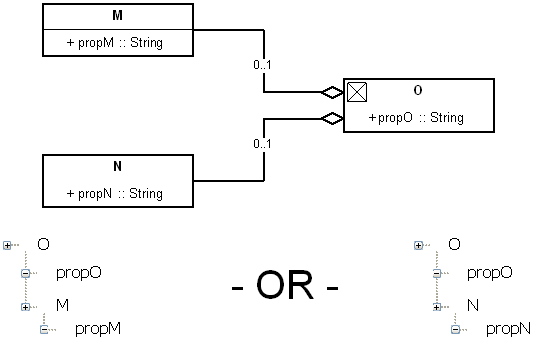 M
+ propM :: String
0..1
O
+propO :: String
0..1
N
+ propN :: String
O
propO
M
propM
- OR -
O
propO
N
propN